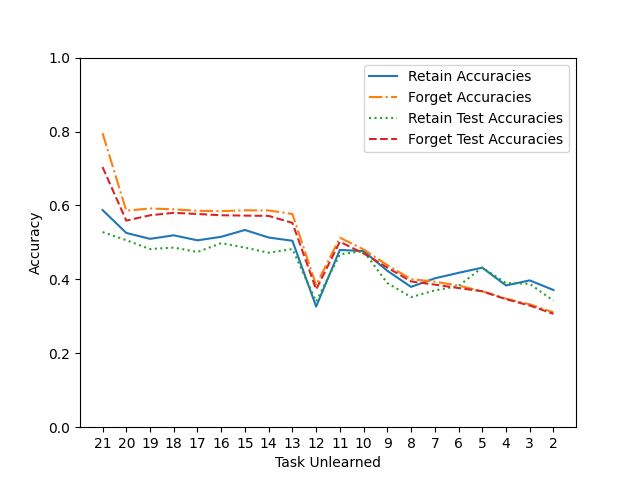 1.0
0.8
0.6
0.4
0.2
0.0
Accuracy
Retain Accuracies
Forget Accuracies
Retain Test Accuracies
Forget Test Accuracies
21 20 19 18 17 16 15 14 13 12 11 10 9 8 7 6 5 4 3 2
Task Unlearned